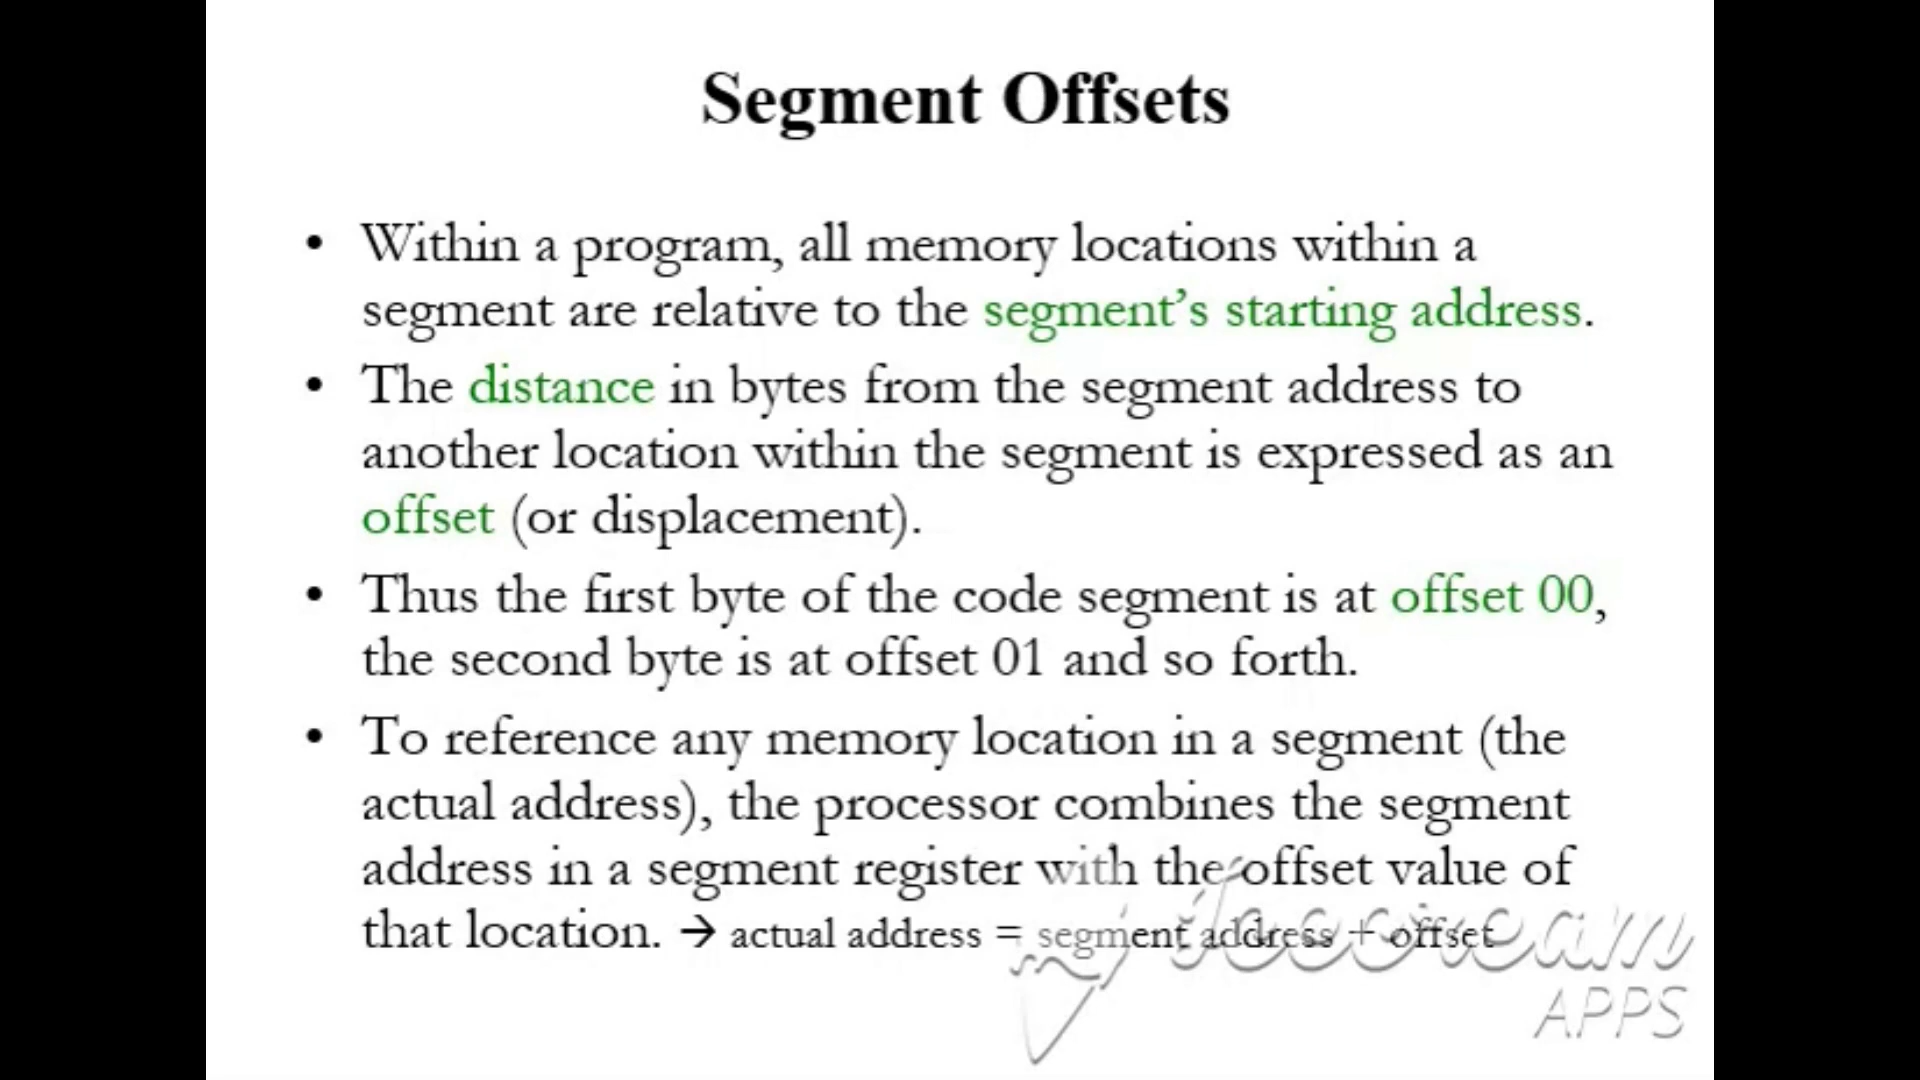 Segment Offsets
• Within a program, all memory locations within a
segment are relative to the segment’s starting address.
• The distance in bytes from the segment address to
another location within the segment is expressed as an
offset (or displacement).
• Thus the first byte of the code segment is at offset 00,
the second byte is at offset 01 and so forth.
• To reference any memory location in a segment (the
actual address), the processor combines the segment
address in a segment register with the offset value of
that location. → actual address = segment address + offset
Icecream
APPS